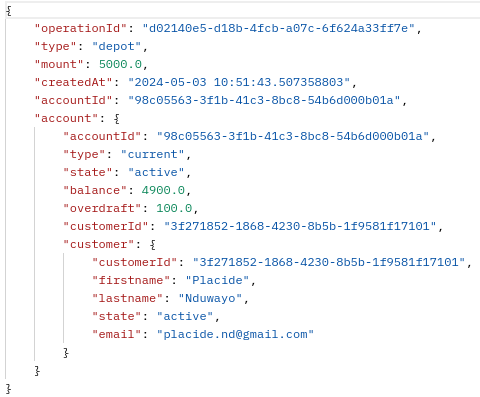 {
    "operationId": "d02140e5-d18b-4fcb-a07c-6f624a33ff7e",
    "type": "depot",
    "mount": 5000.0,
    "createdAt": "2024-05-03 10:51:43.507358803",
    "accountId": "98c05563-3f1b-41c3-8bc8-54b6d000b01a",
    "account": {
        "accountId": "98c05563-3f1b-41c3-8bc8-54b6d000b01a",
        "type": "current",
        "state": "active",
        "balance": 4900.0,
        "overdraft": 100.0,
        "customerId": "3f271852-1868-4230-8b5b-1f9581f17101",
        "customer": {
            "customerId": "3f271852-1868-4230-8b5b-1f9581f17101",
            "firstname": "Placide",
            "lastname": "Nduwayo",
            "state": "active",
            "email": "placide.nd@gmail.com"
        }
    }
}